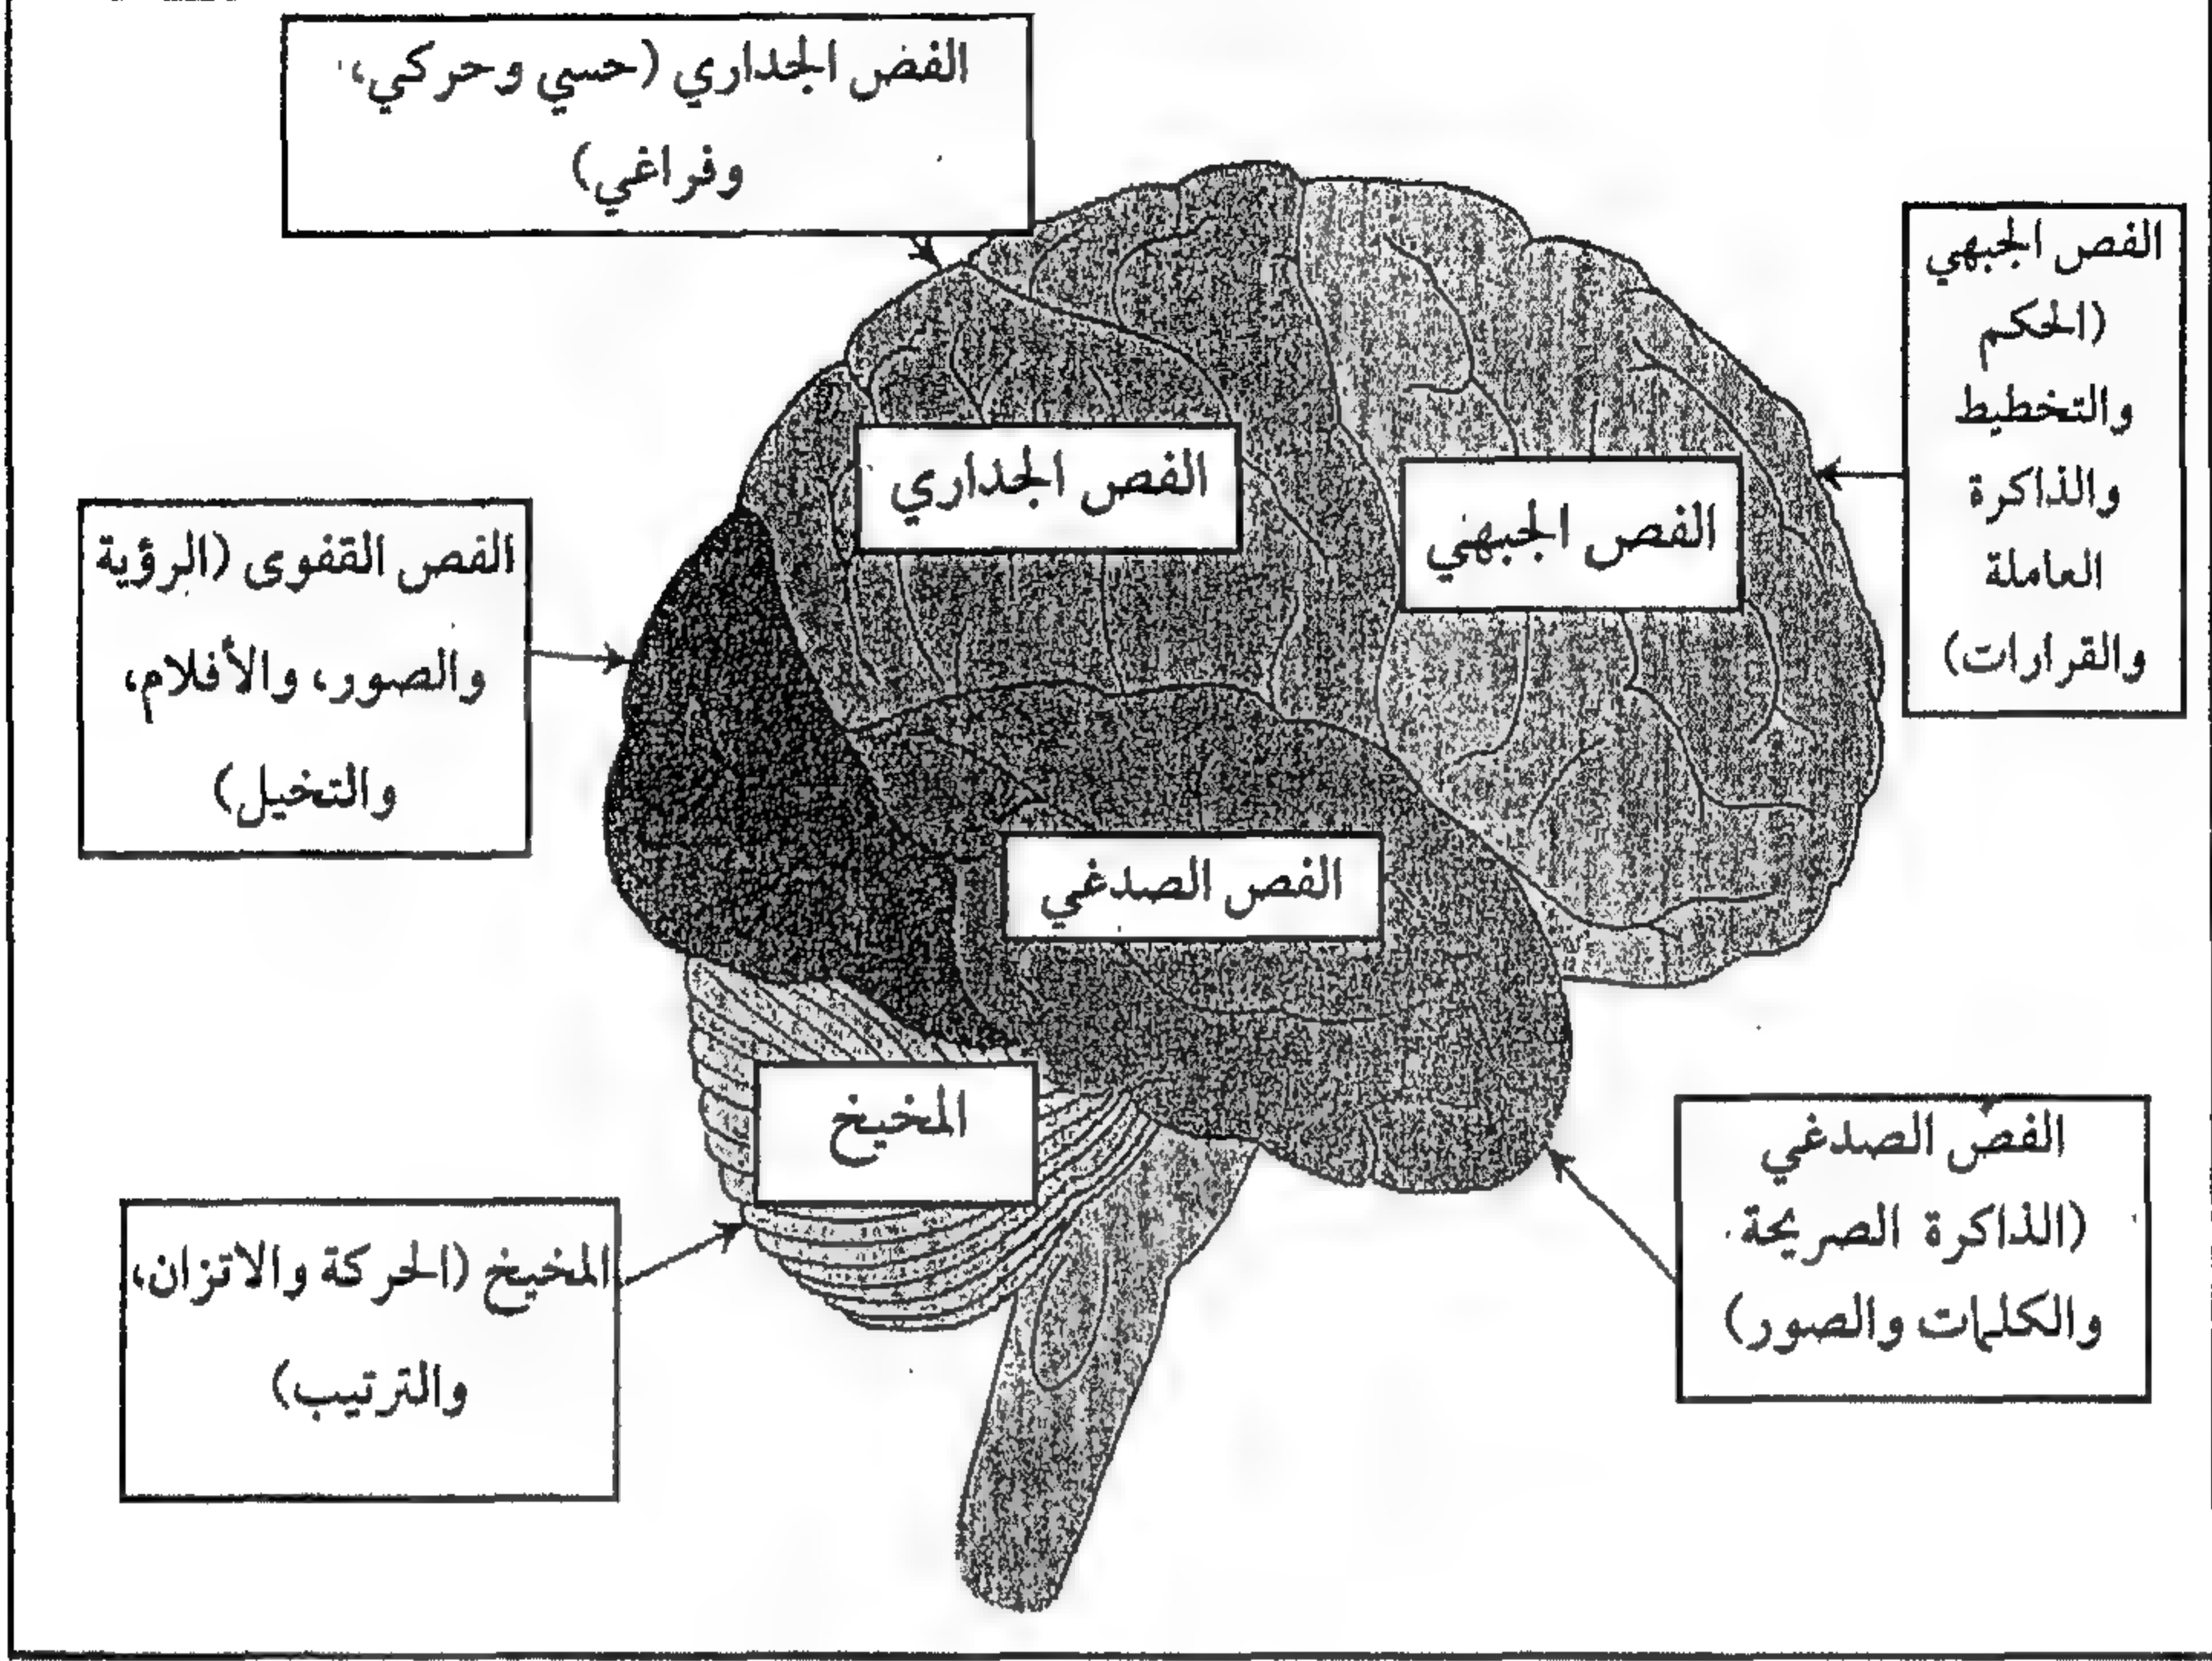 الفص الجداري (حسي وحركي،
وفراغي)
الفص الجبهي
(الحكم
والتخطيط
والذاكرة
العاملة
والقرارات)
الفص الجداري
الفص الجبهي
الفص القفوى (الرؤية
والصور، والأفلام،
والتخيل)
الفص الصدغي
المخيخ
الفص الصدغي
(الذاكرة الصريحة
والكلمات والصور)
المخيخ (الحركة والاتزان،
والترتيب)